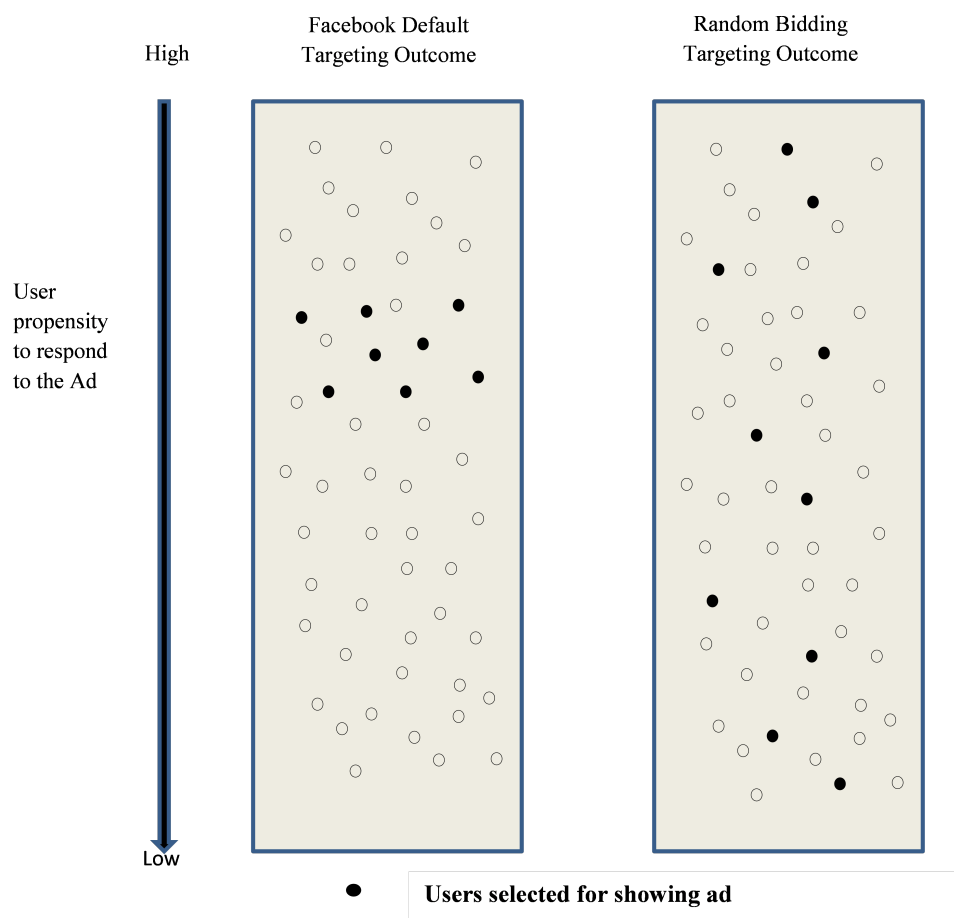 Facebook Default
Targeting Outcome
Random Bidding
Targeting Outcome
High
User
propensity
to respond
to the Ad
Low
Users selected for showing ad